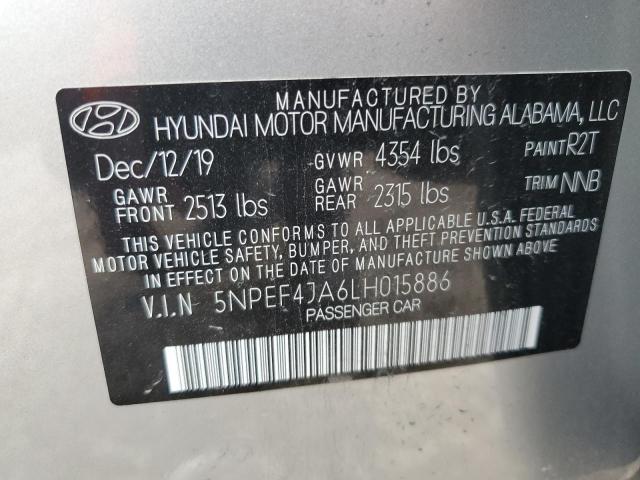 MANUFACTURED BY
HYUNDAI MOTOR MANUFACTURING ALABAMA, LLC
Dec/12/19 GVWR 4354 lbs PAINT R2T
GAWR FRONT 2513 lbs GAWR REAR 2315 lbs TRIM NNB
THIS VEHICLE CONFORMS TO ALL APPLICABLE U.S.A. FEDERAL
MOTOR VEHICLE SAFETY, BUMPER, AND THEFT PREVENTION STANDARDS
IN EFFECT ON THE DATE OF MANUFACTURE SHOWN ABOVE
V.I.N 5NPEF4JA6LH015886
PASSENGER CAR